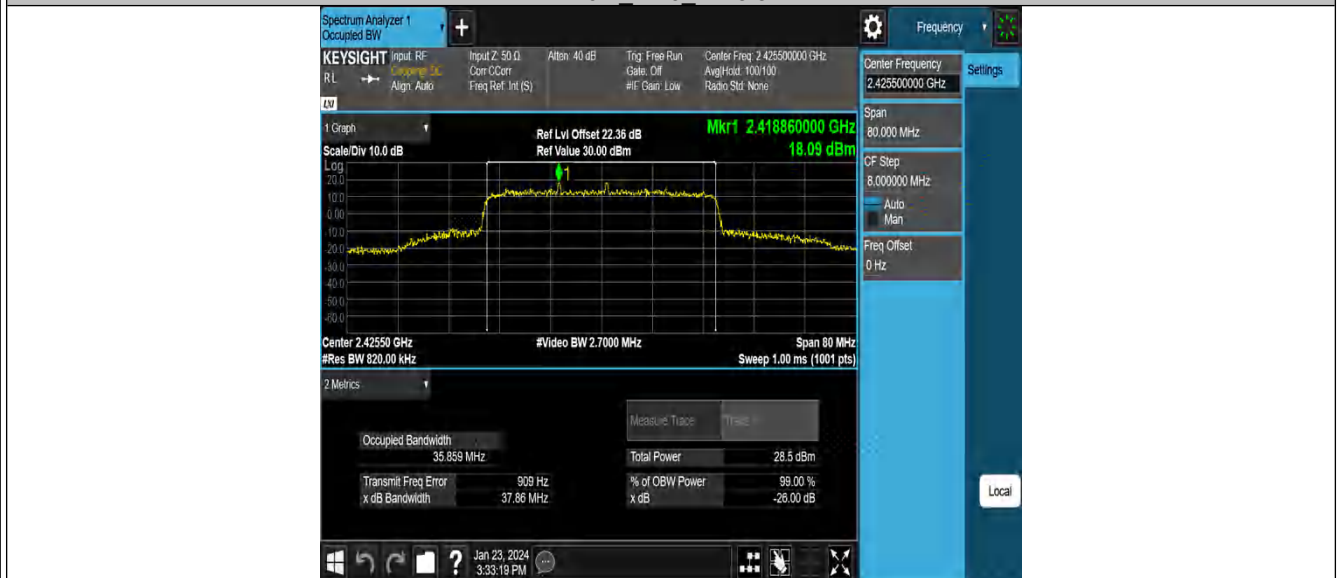 Spectrum Analyzer 1
Occupied BW
+
Frequency
KEYSIGHT
RL
LXI
Input: RF
Coupling: DC
Align: Auto
Input Z: 50 Ω
Corr CCorr
Freq Ref: Int (S)
Atten: 40 dB
Trig: Free Run
Gate: Off
#IF Gain: Low
Center Freq: 2.425500000 GHz
Avg|Hold: 100/100
Radio Std: None
Center Frequency
2.425500000 GHz
Settings
Span
80.000 MHz
CF Step
8.000000 MHz
Auto
Man
Freq Offset
0 Hz
1 Graph
Scale/Div 10.0 dB
Ref Lvl Offset 22.36 dB
Ref Value 30.00 dBm
Mkr1 2.418860000 GHz
18.09 dBm
Log
20.0
10.0
0.00
-10.0
-20.0
-30.0
-40.0
-50.0
-60.0
1
Center 2.42550 GHz
#Video BW 2.7000 MHz
Span 80 MHz
#Res BW 820.00 kHz
Sweep 1.00 ms (1001 pts)
2 Metrics
Measure Trace
Trace 1
Occupied Bandwidth
35.859 MHz
Total Power
28.5 dBm
Transmit Freq Error
909 Hz
% of OBW Power
99.00 %
x dB Bandwidth
37.86 MHz
x dB
-26.00 dB
Local
?
Jan 23, 2024
3:33:19 PM